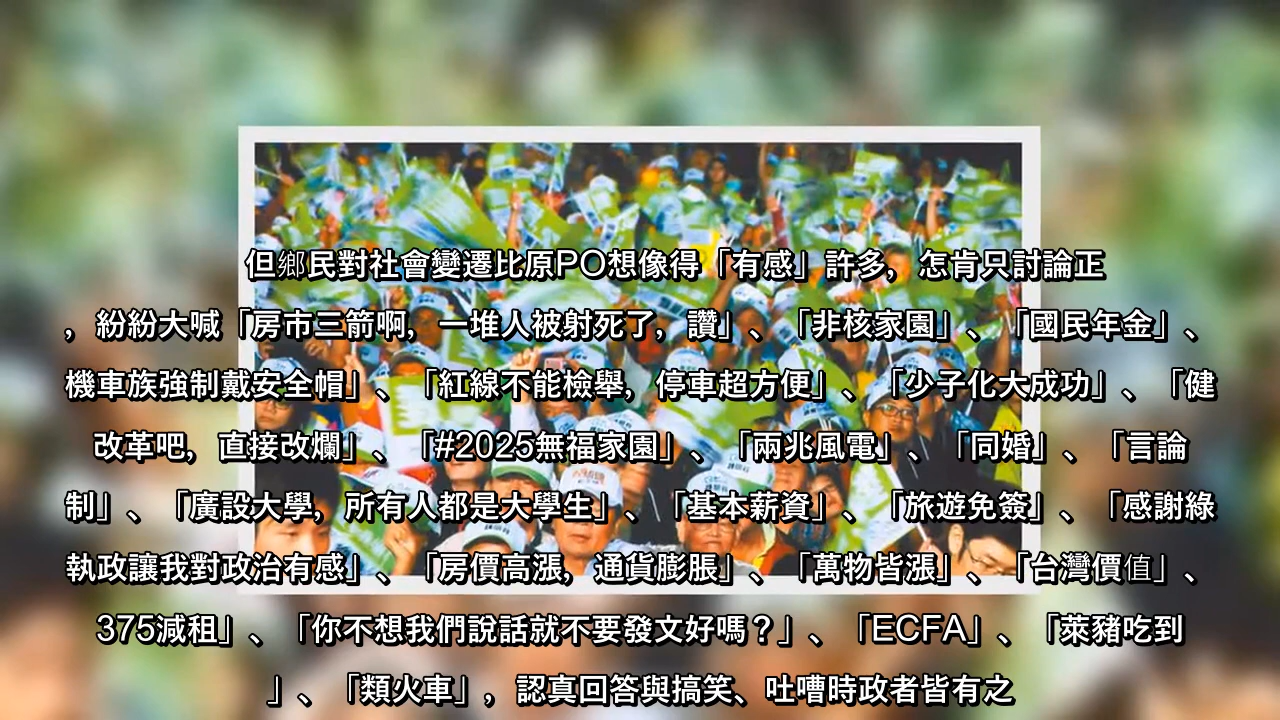 但鄉民對社會變遷比原PO想像得「有感」許多，怎肯只討論正
，紛紛大喊「房市三箭啊，一堆人被射死了，讚」、「非核家園」、「國民年金」、
機車族強制戴安全帽」、「紅線不能檢舉，停車超方便」、「少子化大成功」、「健
改革吧，直接改爛」、「#2025無福家園」、「兩兆風電」、「同婚」、「言論
制」、「廣設大學，所有人都是大學生」、「基本薪資」、「旅遊免簽」、「感謝綠
執政讓我對政治有感」、「房價高漲，通貨膨脹」、「萬物皆漲」、「台灣價值」、
375減租」、「你不想我們說話就不要發文好嗎？」、「ECFA」、「萊豬吃到
」、「類火車」，認真回答與搞笑、吐嘈時政者皆有之